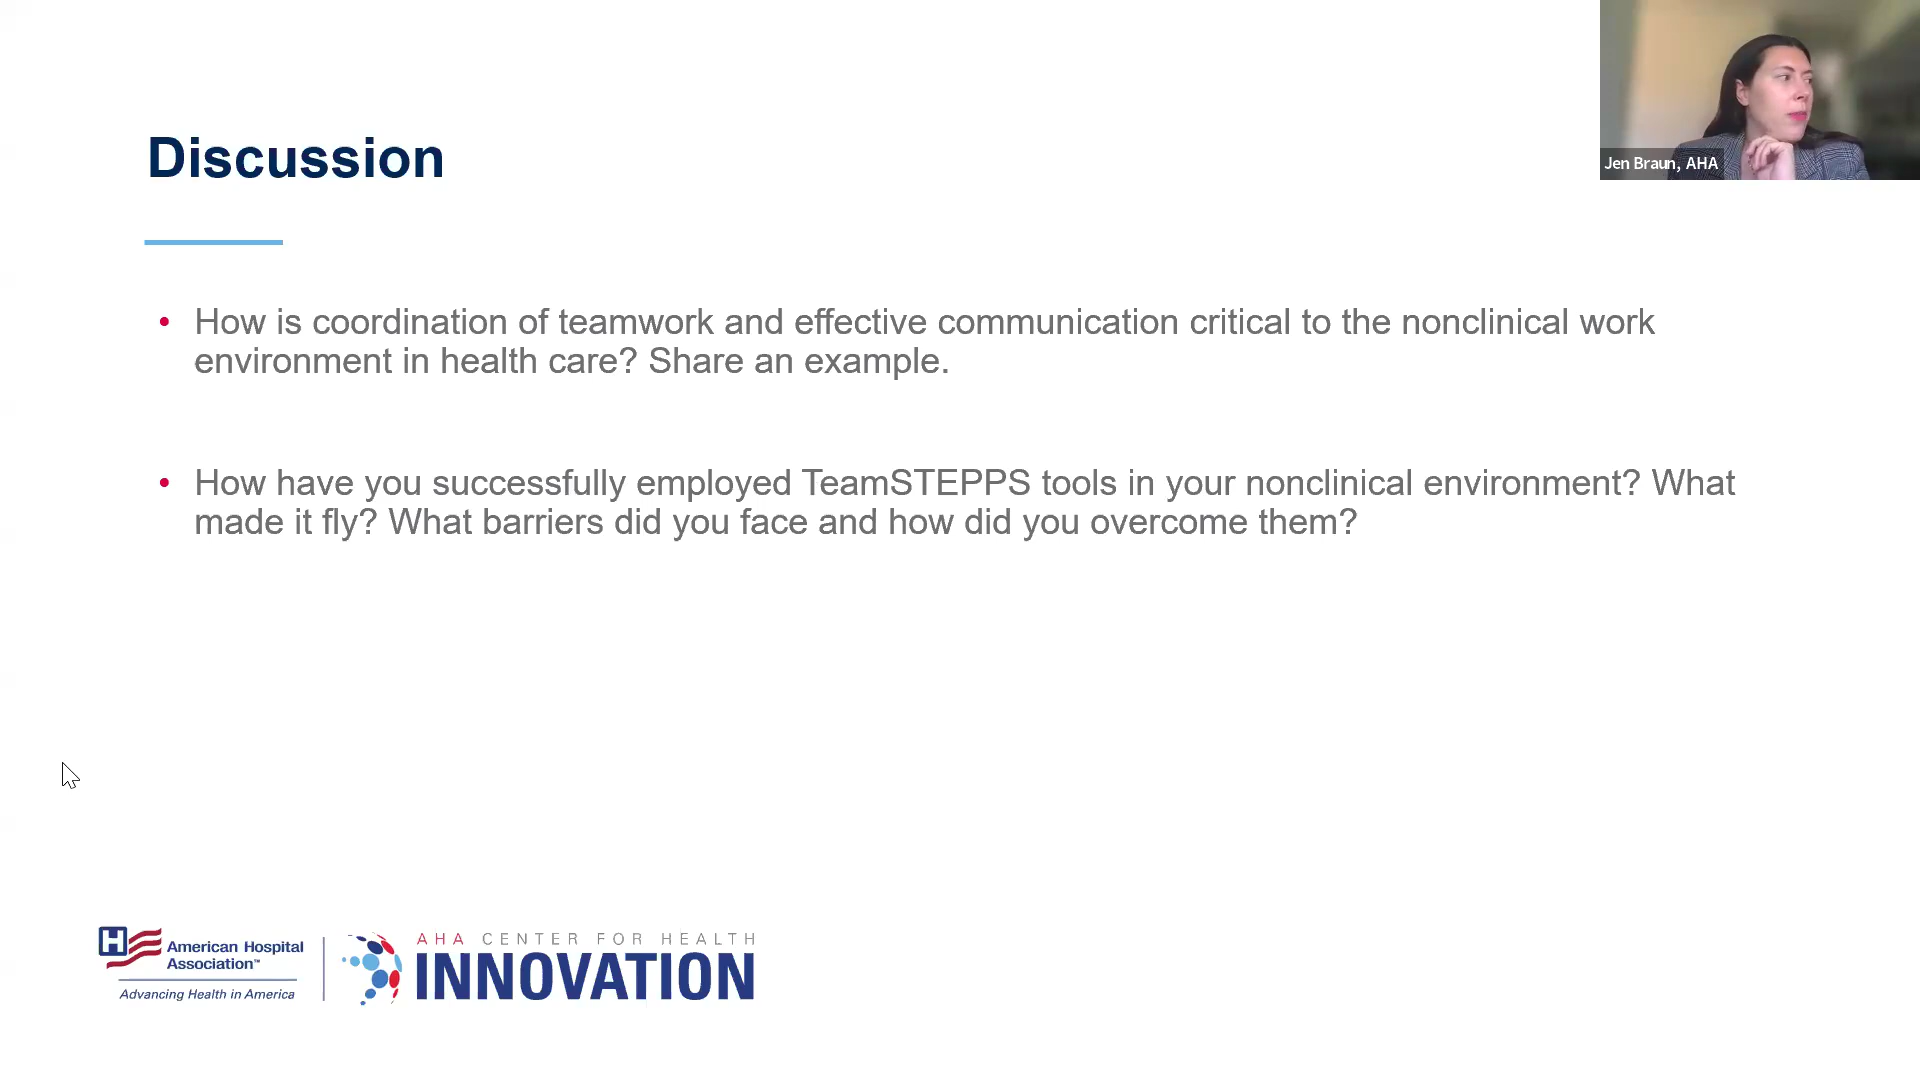 Discussion
Jen Braun, AHA
• How is coordination of teamwork and effective communication critical to the nonclinical work
environment in health care? Share an example.
• How have you successfully employed TeamSTEPPS tools in your nonclinical environment? What
made it fly? What barriers did you face and how did you overcome them?
H
American Hospital
Association™
Advancing Health in America
AHA CENTER FOR HEALTH
INNOVATION